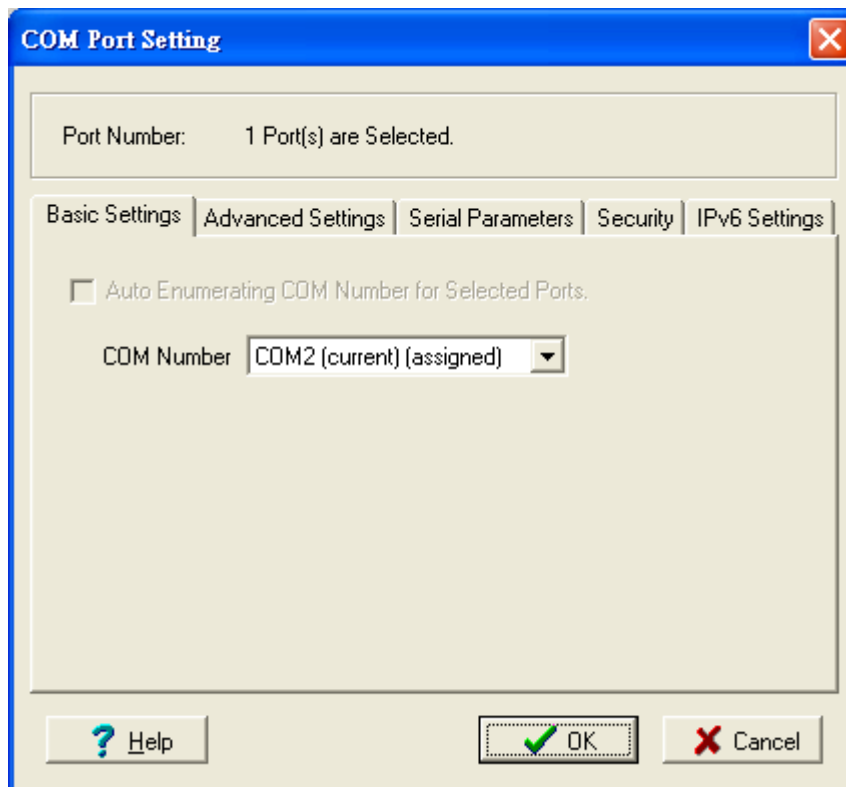 COM Port Setting
Port Number: 1 Port(s) are Selected.
Basic Settings Advanced Settings Serial Parameters Security IPv6 Settings
Auto Enumerating COM Number for Selected Ports.
COM Number COM2 (current) (assigned)
Help OK Cancel